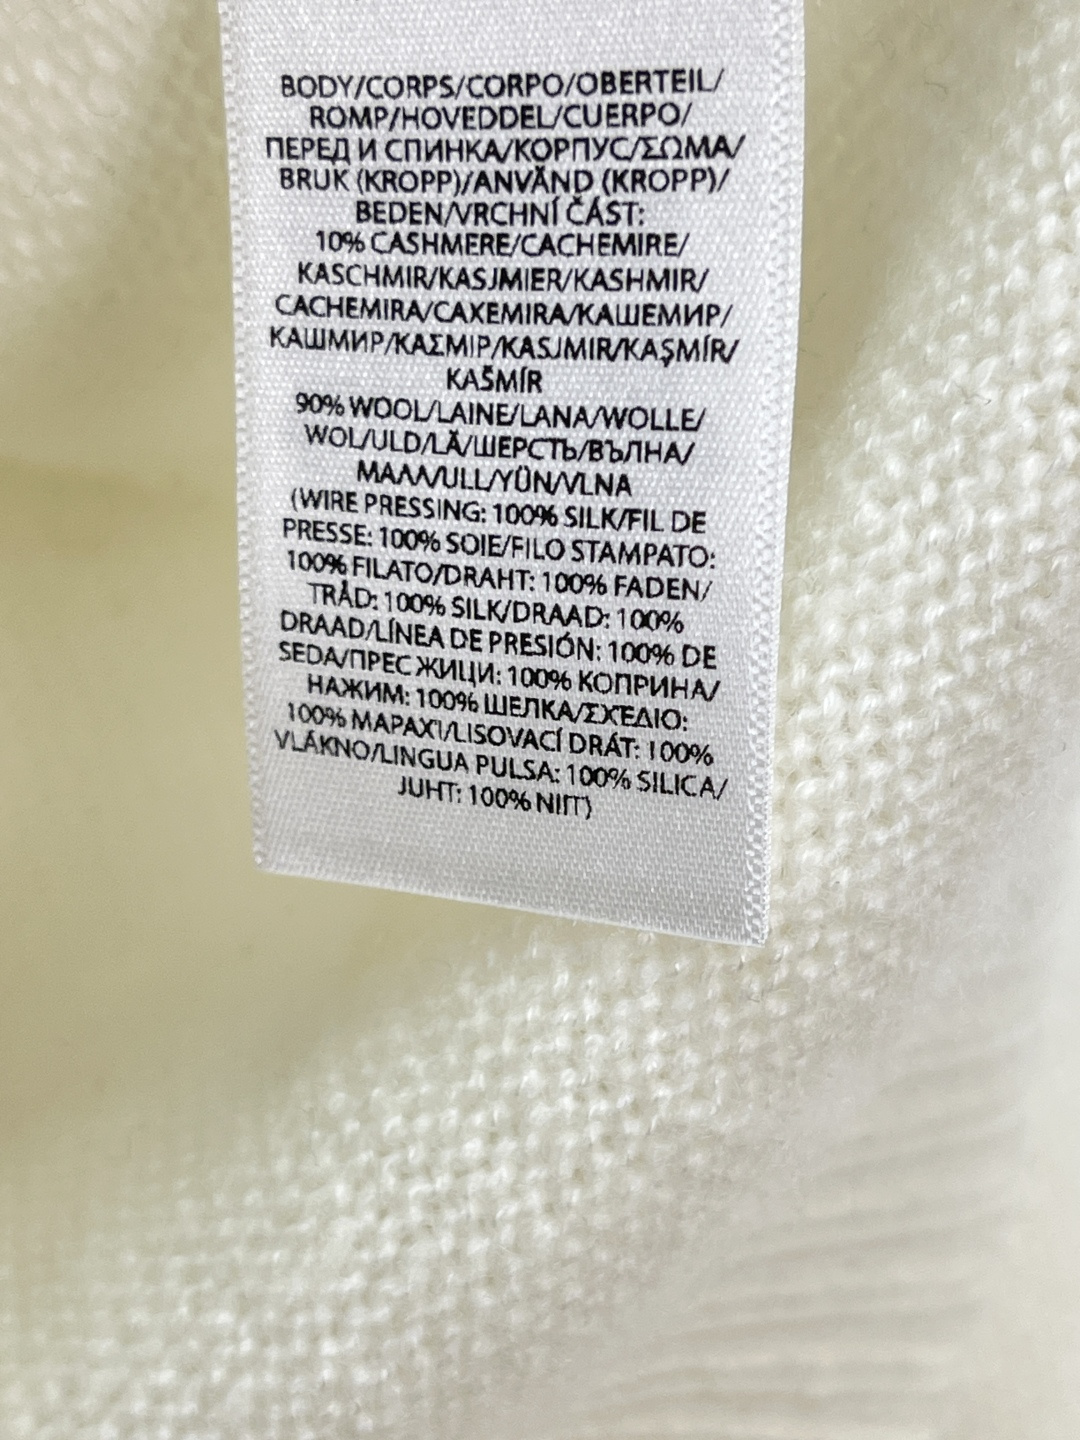 BODY/CORPS/CORPO/OBERTEIL/
ROMP/HOVEDDEL/CUERPO/
ПЕРЕД И СПИНКА/КОРПУС/ΣΩΜΑ/
BRUK (KROPP)/ANVÄND (KROPP)/
BEDEN/VRCHNÍ ČÁST:
10% CASHMERE/CACHEMIRE/
KASCHMIR/KASJMIER/KASHMIR/
CACHEMIRA/CAXEMIRA/КАШЕМИР/
КАШМИР/ΚΑΣΜΙΡ/KASJMIR/KAŞMİR/
KAŠMÍR
90% WOOL/LAINE/LANA/WOLLE/
WOL/ULD/LÃ/ШЕРСТЬ/ВЪЛНА/
ΜΑΛΛΙ/ULL/YÜN/VLNA
(WIRE PRESSING: 100% SILK/FIL DE
PRESSE: 100% SOIE/FILO STAMPATO:
100% FILATO/DRAHT: 100% FADEN/
TRÅD: 100% SILK/DRAAD: 100%
DRAAD/LÍNEA DE PRESIÓN: 100% DE
SEDA/ПРЕС ЖИЦИ: 100% КОПРИНА/
НАЖИМ: 100% ШЕЛКА/ΣΧΕΔΙΟ:
100% ΜΑΡΑΧΊ/LISOVACÍ DRÁT: 100%
VLÁKNO/LINGUA PULSA: 100% SILICA/
JUHT: 100% NIIT)